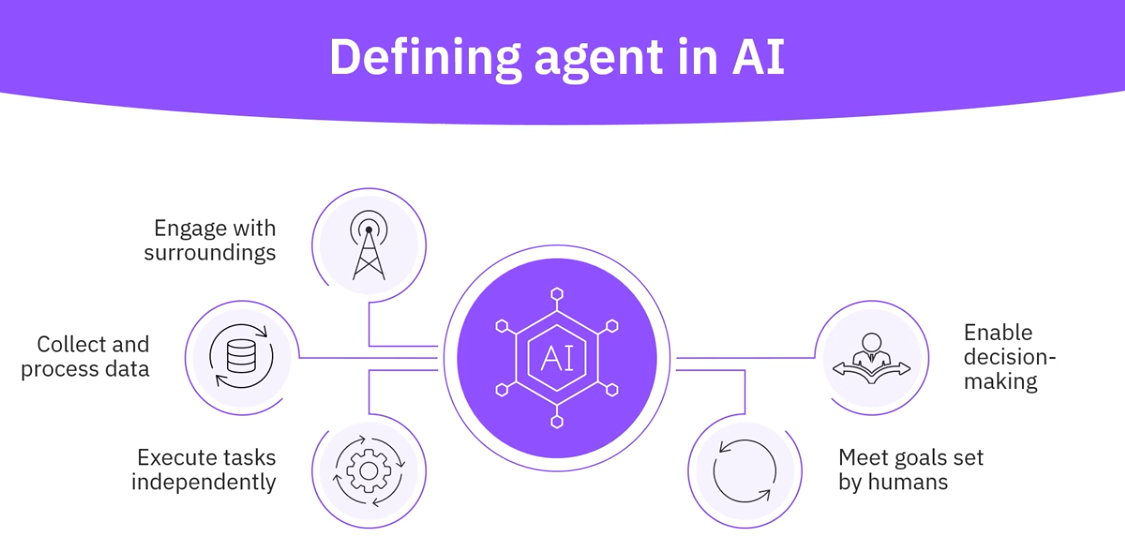 Defining agent in AI
Engage with
surroundings
Collect and
process data
Execute tasks
independently
AI
Enable
decision-
making
Meet goals set
by humans